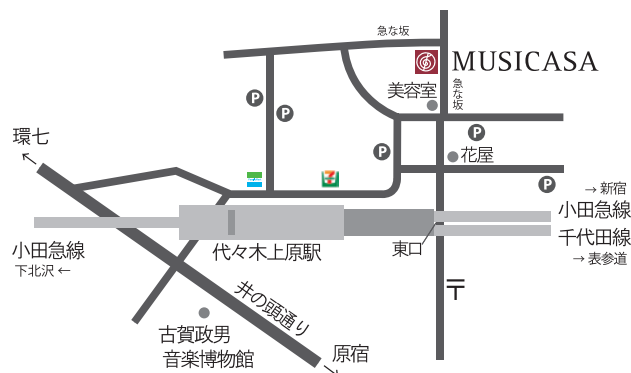 急な坂
MUSICASA
急な坂
美容室
P
P
P
環七
花屋
P
7
P
→新宿
小田急線
小田急線
千代田線
代々木上原駅
東口
下北沢←
→表参道
〒
井の頭通り
古賀政男
音楽博物館
原宿